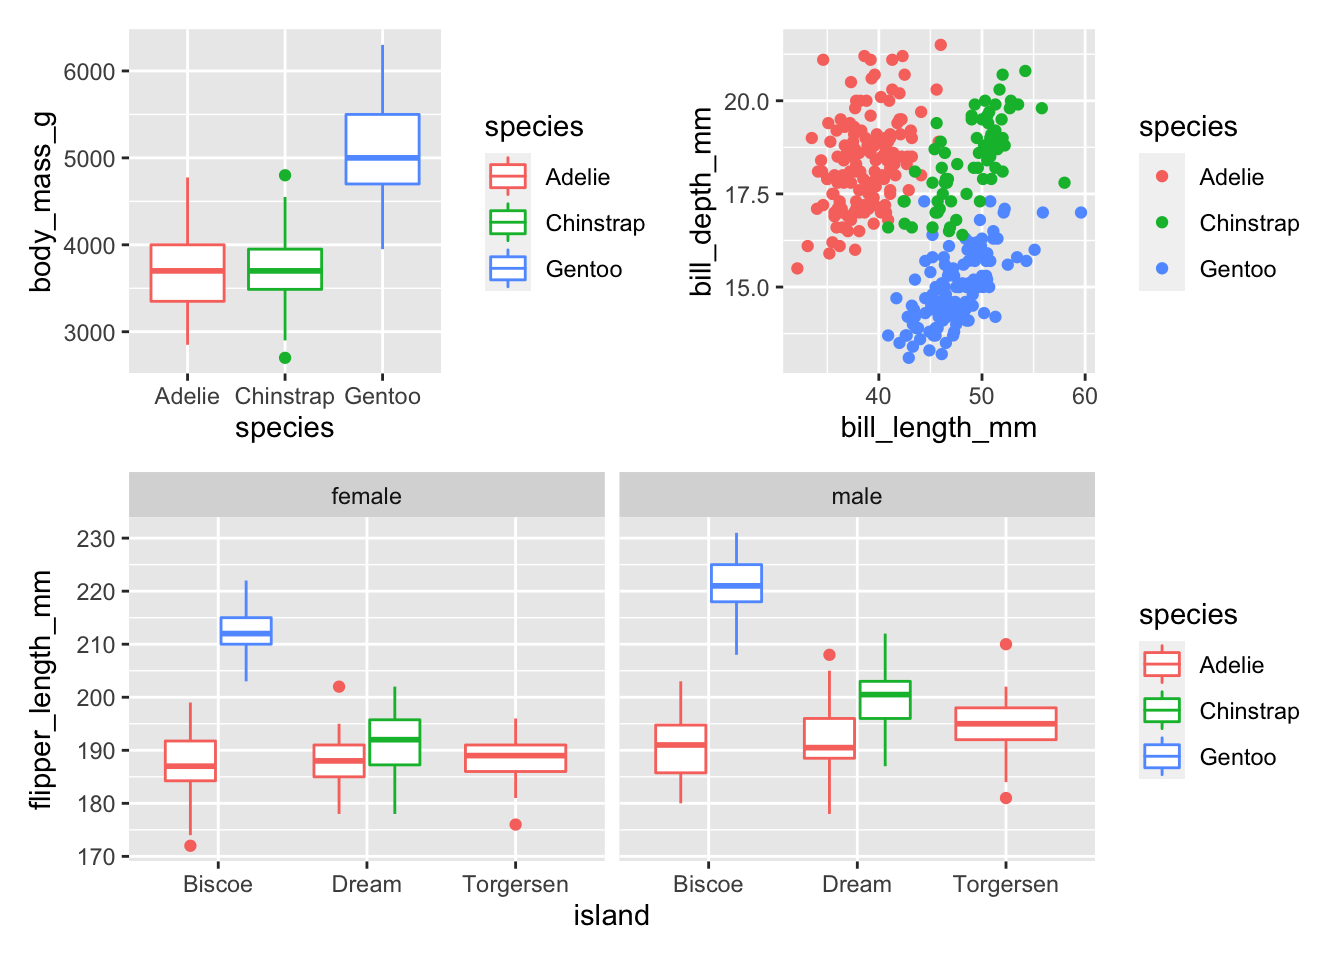 body_mass_g
6000
5000
4000
3000
Adelie Chinstrap Gentoo
species
species
Adelie
Chinstrap
Gentoo
bill_depth_mm
20.0
17.5
15.0
40 50 60
bill_length_mm
species
Adelie
Chinstrap
Gentoo
female male
flipper_length_mm
230
220
210
200
190
180
170
Biscoe Dream Torgersen Biscoe Dream Torgersen
island
species
Adelie
Chinstrap
Gentoo